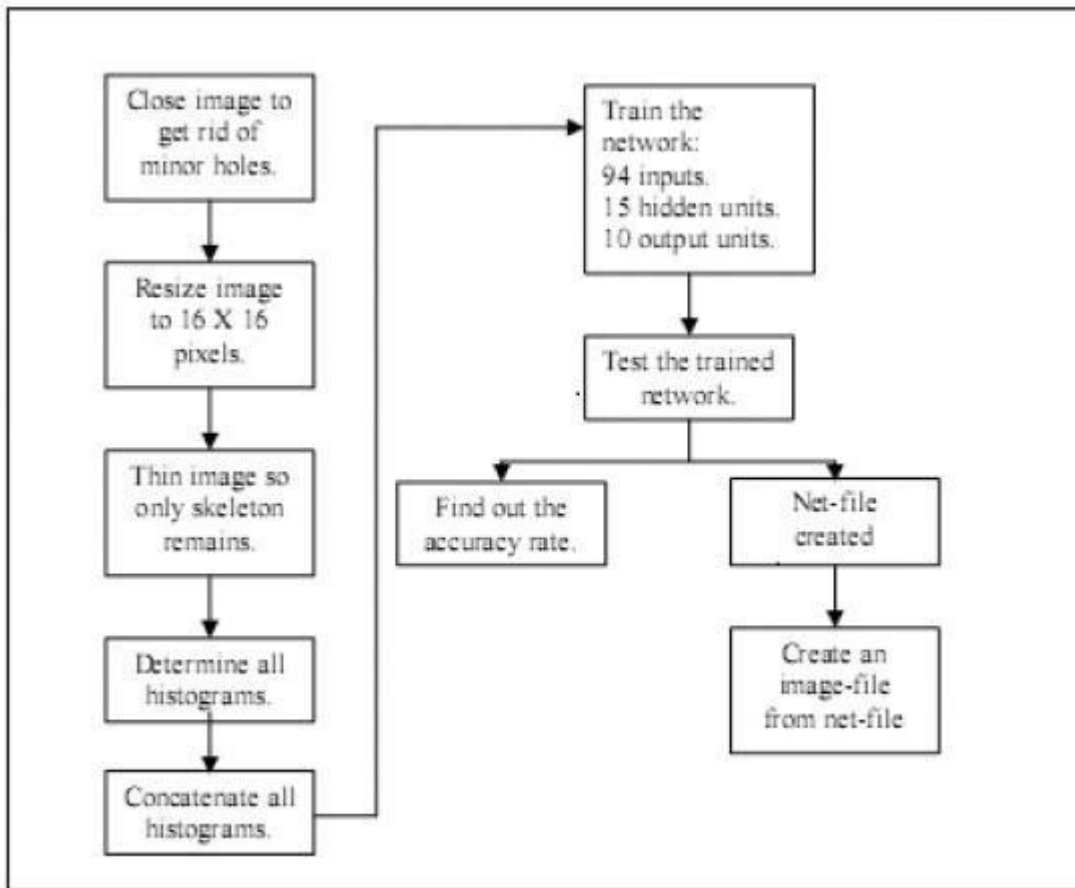 Close image to
get rid of
minor holes.
Resize image
to 16 X 16
pixels.
Thin image so
only skeleton
remains.
Determine all
histograms.
Concatenate all
histograms.
Train the
network:
94 inputs.
15 hidden units.
10 output units.
Test the trained
network.
Find out the
accuracy rate.
Net-file
created
Create an
image-file
from net-file